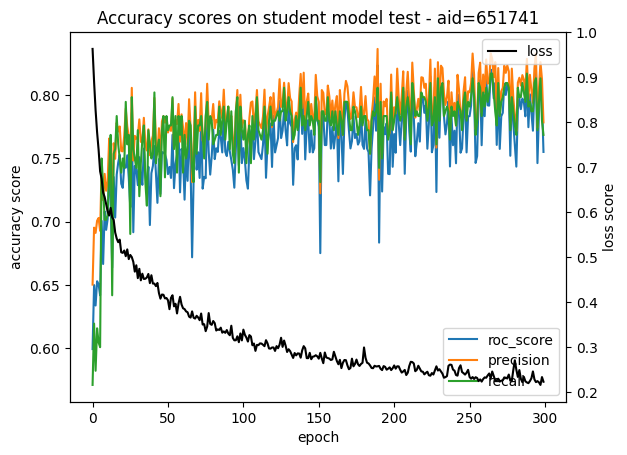 Accuracy scores on student model test - aid=651741
accuracy score
0.80
0.75
0.70
0.65
0.60
loss
roc_score
precision
recall
1.0
0.9
0.8
0.7
0.6
0.5
0.4
0.3
0.2
loss score
0
50
100
150
200
250
300
epoch